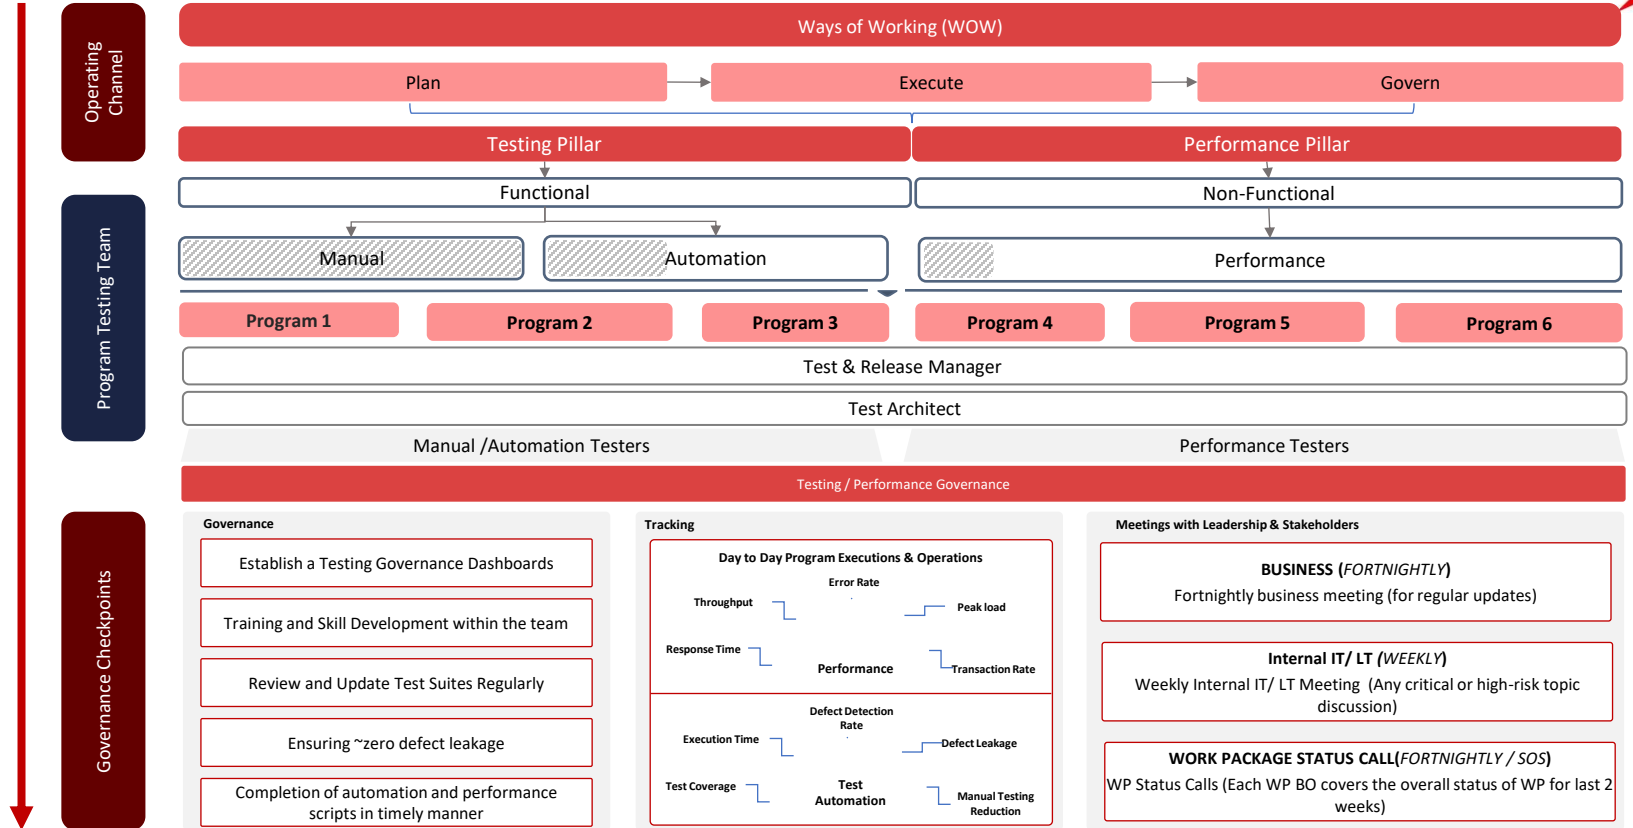 Operating
Channel
Ways of Working (WOW)
Plan
Execute
Govern
Testing Pillar
Performance Pillar
Program Testing Team
Functional
Non-Functional
Manual
Automation
Performance
Program 1
Program 2
Program 3
Program 4
Program 5
Program 6
Test & Release Manager
Test Architect
Manual /Automation Testers
Performance Testers
Testing / Performance Governance
Governance Checkpoints
Governance
Establish a Testing Governance Dashboards
Training and Skill Development within the team
Review and Update Test Suites Regularly
Ensuring ~zero defect leakage
Completion of automation and performance
scripts in timely manner
Tracking
Day to Day Program Executions & Operations
Error Rate
Throughput
Peak load
Response Time
Performance
Transaction Rate
Defect Detection
Rate
Execution Time
Defect Leakage
Test Coverage
Test
Automation
Manual Testing
Reduction
Meetings with Leadership & Stakeholders
BUSINESS (FORTNIGHTLY)
Fortnightly business meeting (for regular updates)
Internal IT/ LT (WEEKLY)
Weekly Internal IT/ LT Meeting (Any critical or high-risk topic
discussion)
WORK PACKAGE STATUS CALL(FORTNIGHTLY / SOS)
WP Status Calls (Each WP BO covers the overall status of WP for last 2
weeks)